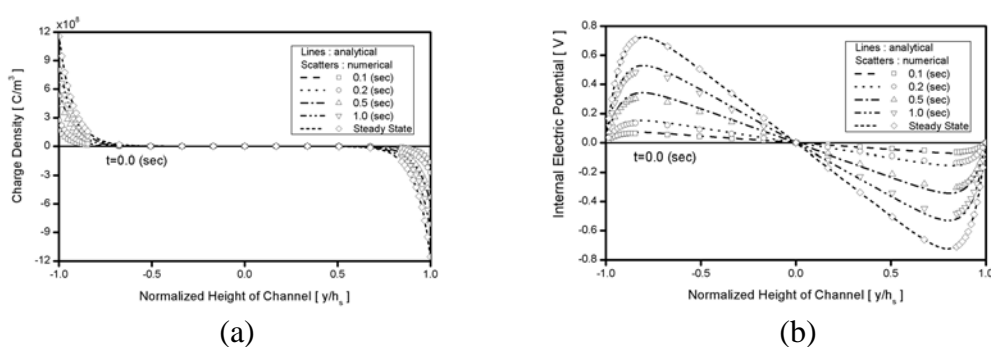 ×10⁸
12
9
6
3
0
-3
-6
-9
-12
Charge Density [ C/m³ ]
Lines : analytical
Scatters : numerical
0.1 (sec)
0.2 (sec)
0.5 (sec)
1.0 (sec)
Steady State
t=0.0 (sec)
-1.0 -0.5 0.0 0.5 1.0
Normalized Height of Channel [ y/hₛ ]
(a)
0.8
0.6
0.4
0.2
0.0
-0.2
-0.4
-0.6
-0.8
Internal Electric Potential [ V ]
Lines : analytical
Scatters : numerical
0.1 (sec)
0.2 (sec)
0.5 (sec)
1.0 (sec)
Steady State
t=0.0 (sec)
-1.0 -0.5 0.0 0.5 1.0
Normalized Height of Channel [ y/hₛ ]
(b)